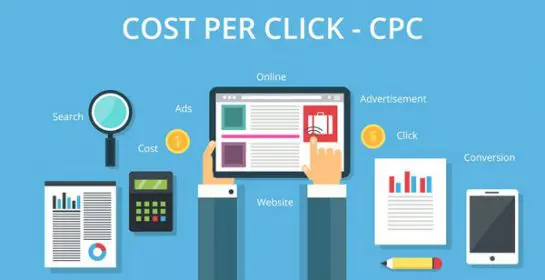 COST PER CLICK - CPC
Online
Ads
Advertisement
Search
Cost
Click
Conversion
Website